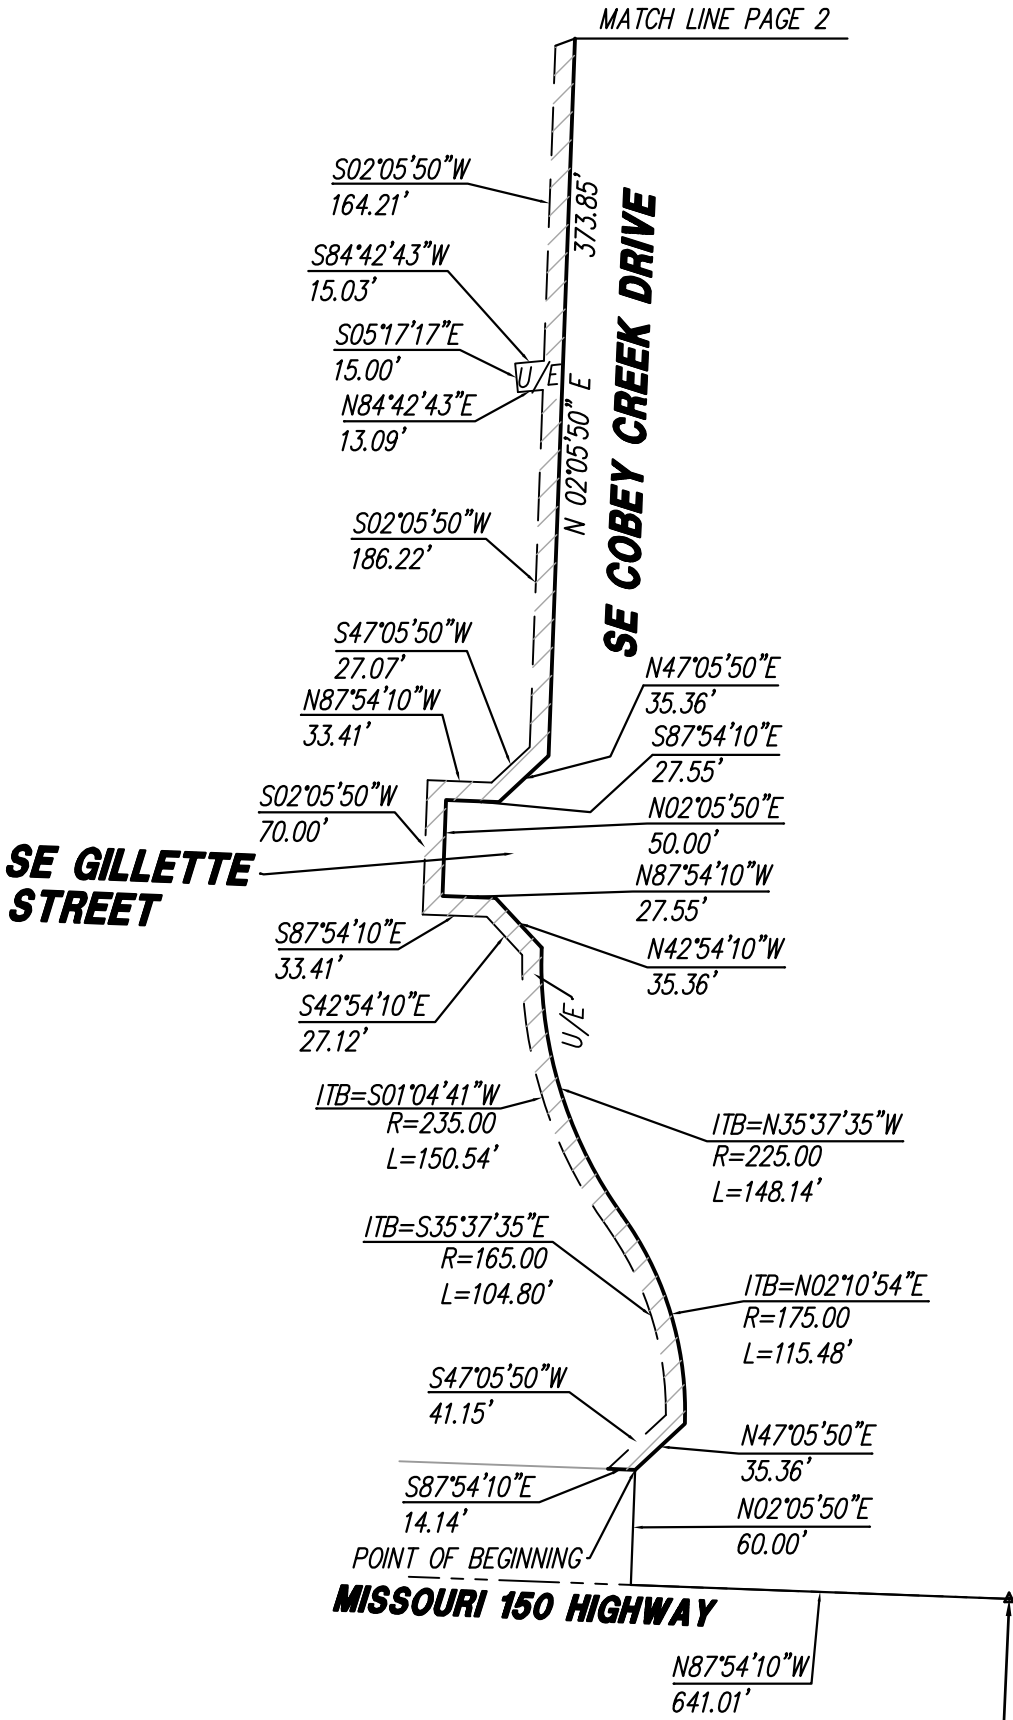 MATCH LINE PAGE 2
S02°05'50"W
164.21'
373.85'
S84°42'43"W
15.03'
S05°17'17"E
15.00'
U/E
N84°42'43"E
13.09'
N 02°05'50" E
SE COBEY CREEK DRIVE
S02°05'50"W
186.22'
S47°05'50"W
27.07'
N47°05'50"E
35.36'
N87°54'10"W
33.41'
S87°54'10"E
27.55'
S02°05'50"W
70.00'
N02°05'50"E
50.00'
SE GILLETTE
STREET
N87°54'10"W
27.55'
S87°54'10"E
33.41'
N42°54'10"W
35.36'
S42°54'10"E
27.12'
U/E
ITB=S01°04'41"W
R=235.00
L=150.54'
ITB=N35°37'35"W
R=225.00
L=148.14'
ITB=S35°37'35"E
R=165.00
L=104.80'
ITB=N02°10'54"E
R=175.00
L=115.48'
S47°05'50"W
41.15'
N47°05'50"E
35.36'
S87°54'10"E
14.14'
N02°05'50"E
60.00'
POINT OF BEGINNING
MISSOURI 150 HIGHWAY
N87°54'10"W
641.01'